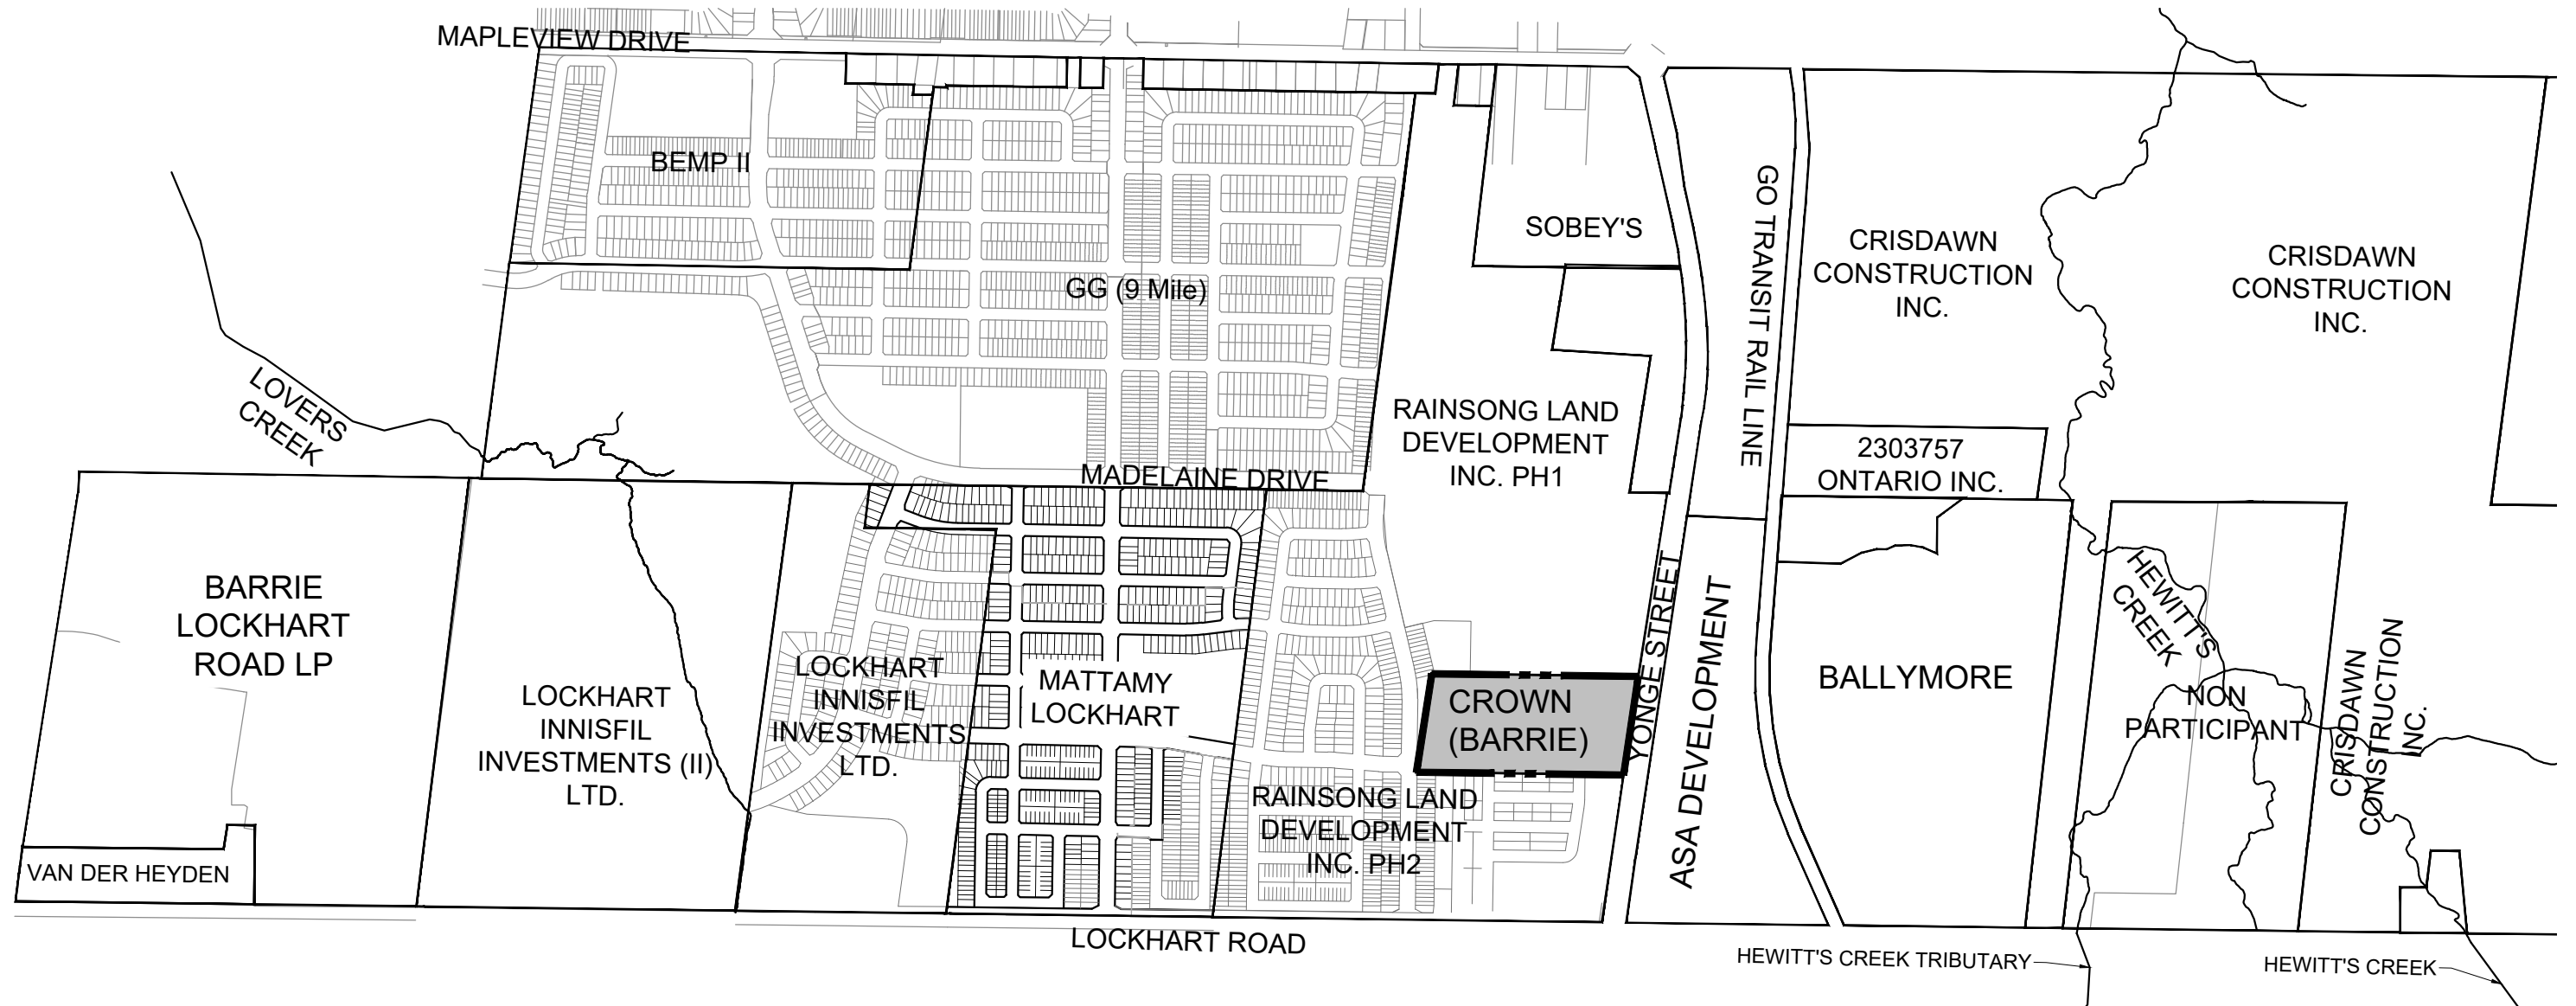 MAPLEVIEW DRIVE
BEMP II
GG (9 Mile)
SOBEY'S
GO TRANSIT RAIL LINE
CRISDAWN
CONSTRUCTION
INC.
CRISDAWN
CONSTRUCTION
INC.
LOVERS
CREEK
RAINSONG LAND
DEVELOPMENT
INC. PH1
2303757
ONTARIO INC.
MADELAINE DRIVE
BARRIE
LOCKHART
ROAD LP
LOCKHART
INNISFIL
INVESTMENTS (II)
LTD.
LOCKHART
INNISFIL
INVESTMENTS
LTD.
MATTAMY
LOCKHART
CROWN
(BARRIE)
YONGE STREET
ASA DEVELOPMENT
BALLYMORE
HEWITT'S
CREEK
NON
PARTICIPANT
CRISDAWN
CONSTRUCTION
INC.
RAINSONG LAND
DEVELOPMENT
INC. PH2
VAN DER HEYDEN
LOCKHART ROAD
HEWITT'S CREEK TRIBUTARY
HEWITT'S CREEK